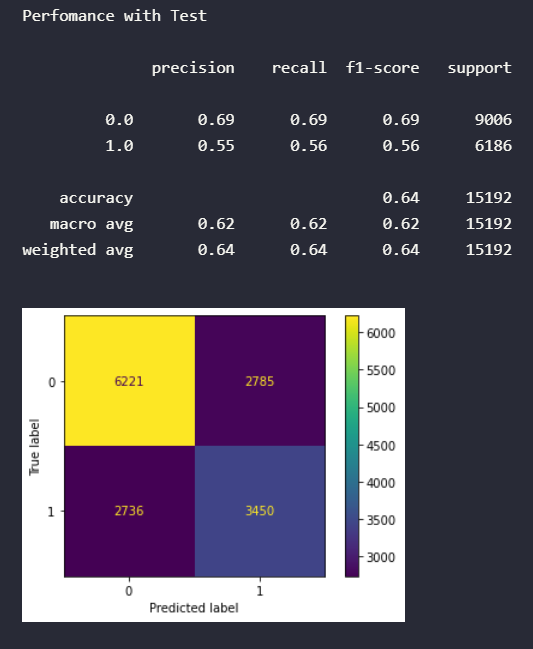 Perfomance with Test
precision recall f1-score support
0.0 0.69 0.69 0.69 9006
1.0 0.55 0.56 0.56 6186
accuracy 0.64 15192
macro avg 0.62 0.62 0.62 15192
weighted avg 0.64 0.64 0.64 15192
6000
5500
5000
4500
4000
3500
3000
True label
0 6221 2785
1 2736 3450
0 1
Predicted label